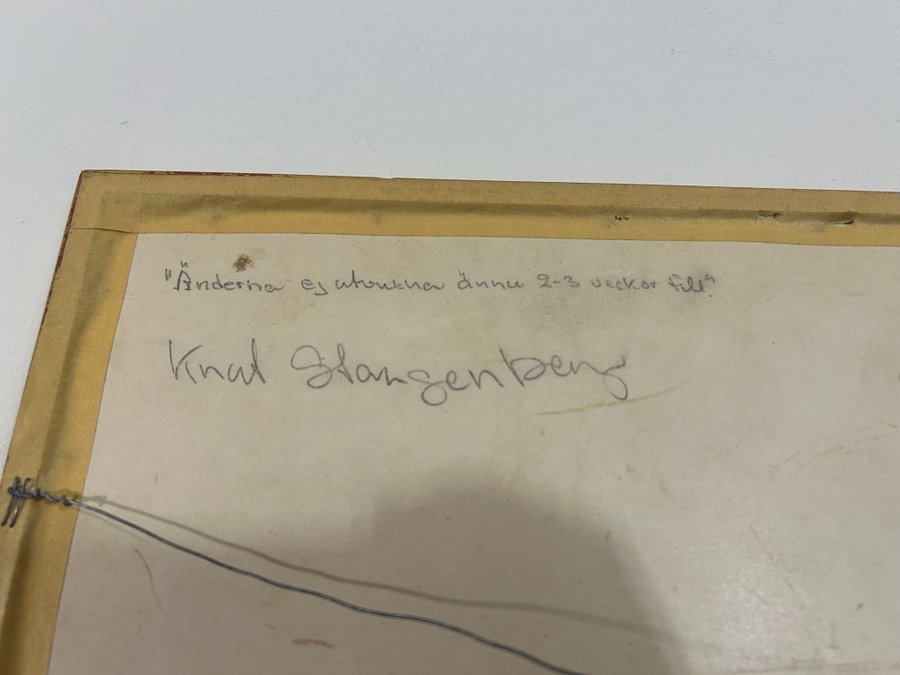 "Änderna ej utvuxna ännu 2-3 veckor till"
Knut Stangenberg